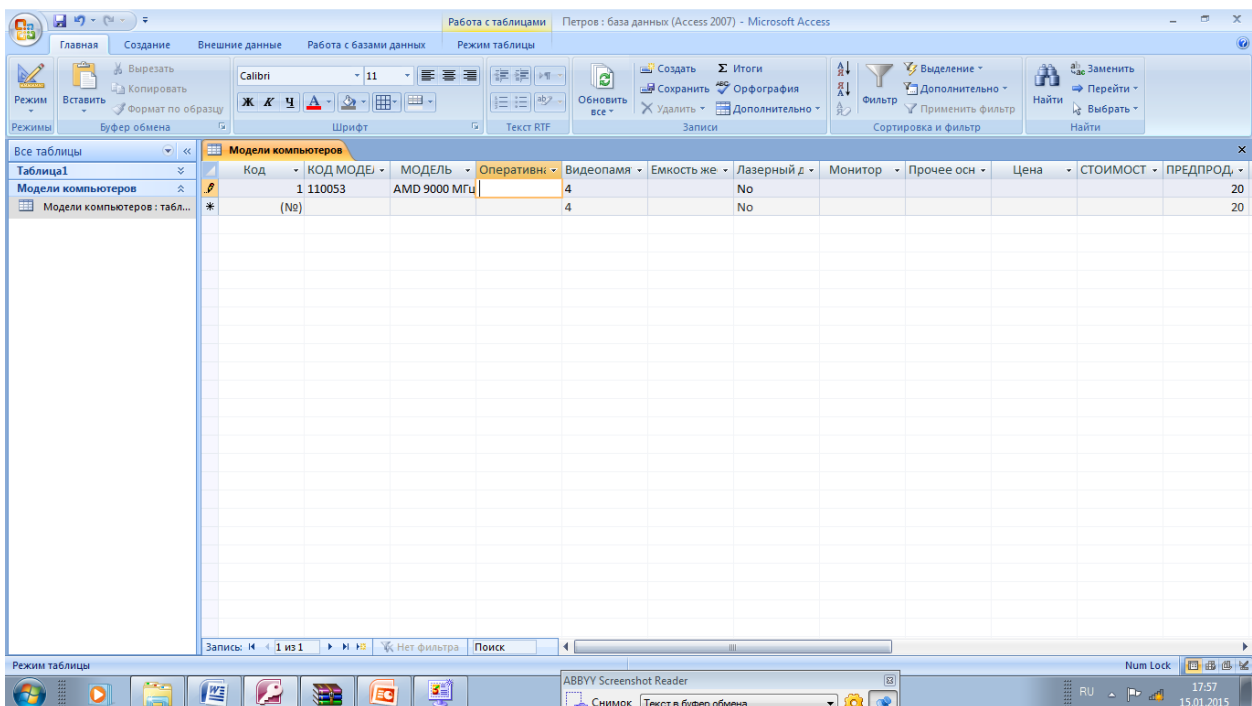 Работа с таблицами
Петров : база данных (Access 2007) - Microsoft Access
Главная Создание Внешние данные Работа с базами данных Режим таблицы
Вырезать Calibri 11 Создать Σ Итоги Выделение Заменить
Копировать Сохранить Орфография Дополнительно Перейти
Режим Вставить Формат по образцу Ж К Ч А Обновить все Удалить Дополнительно Фильтр Применить фильтр Найти Выбрать
Режимы Буфер обмена Шрифт Текст RTF Записи Сортировка и фильтр Найти
Все таблицы Модели компьютеров
Таблица1 Код КОД МОДЕЛ МОДЕЛЬ Оперативна Видеопамя Емкость же Лазерный д Монитор Прочее осн Цена СТОИМОСТ ПРЕДПРОД
Модели компьютеров 1 110053 AMD 9000 МГц 4 No 20
Модели компьютеров : табл... (№) 4 No 20
Запись: 1 из 1 Нет фильтра Поиск
Режим таблицы Num Lock
ABBYY Screenshot Reader
Снимок Текст в буфер обмена
RU 17:57
15.01.2015